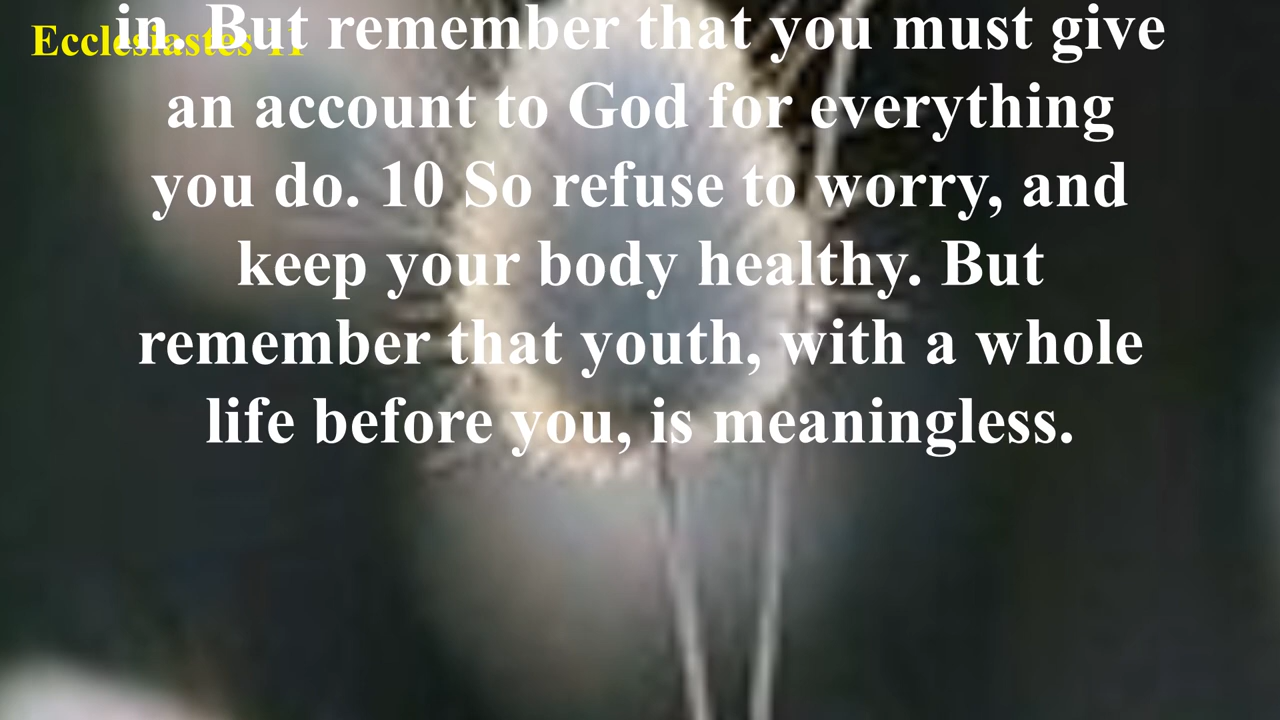 Ecclesiastes 11
in. But remember that you must give
an account to God for everything
you do. 10 So refuse to worry, and
keep your body healthy. But
remember that youth, with a whole
life before you, is meaningless.